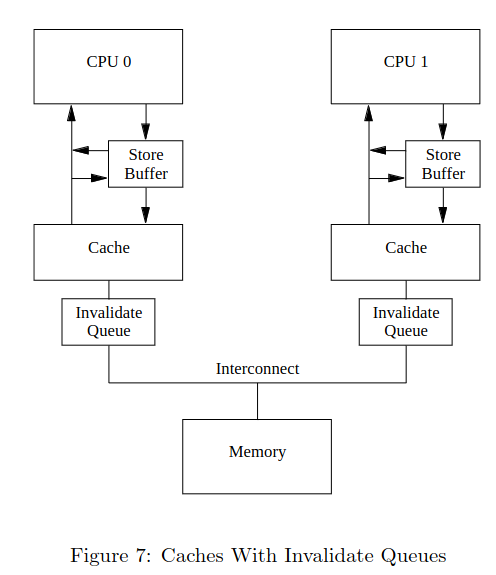 CPU 0
CPU 1
Store
Buffer
Store
Buffer
Cache
Cache
Invalidate
Queue
Invalidate
Queue
Interconnect
Memory
Figure 7: Caches With Invalidate Queues